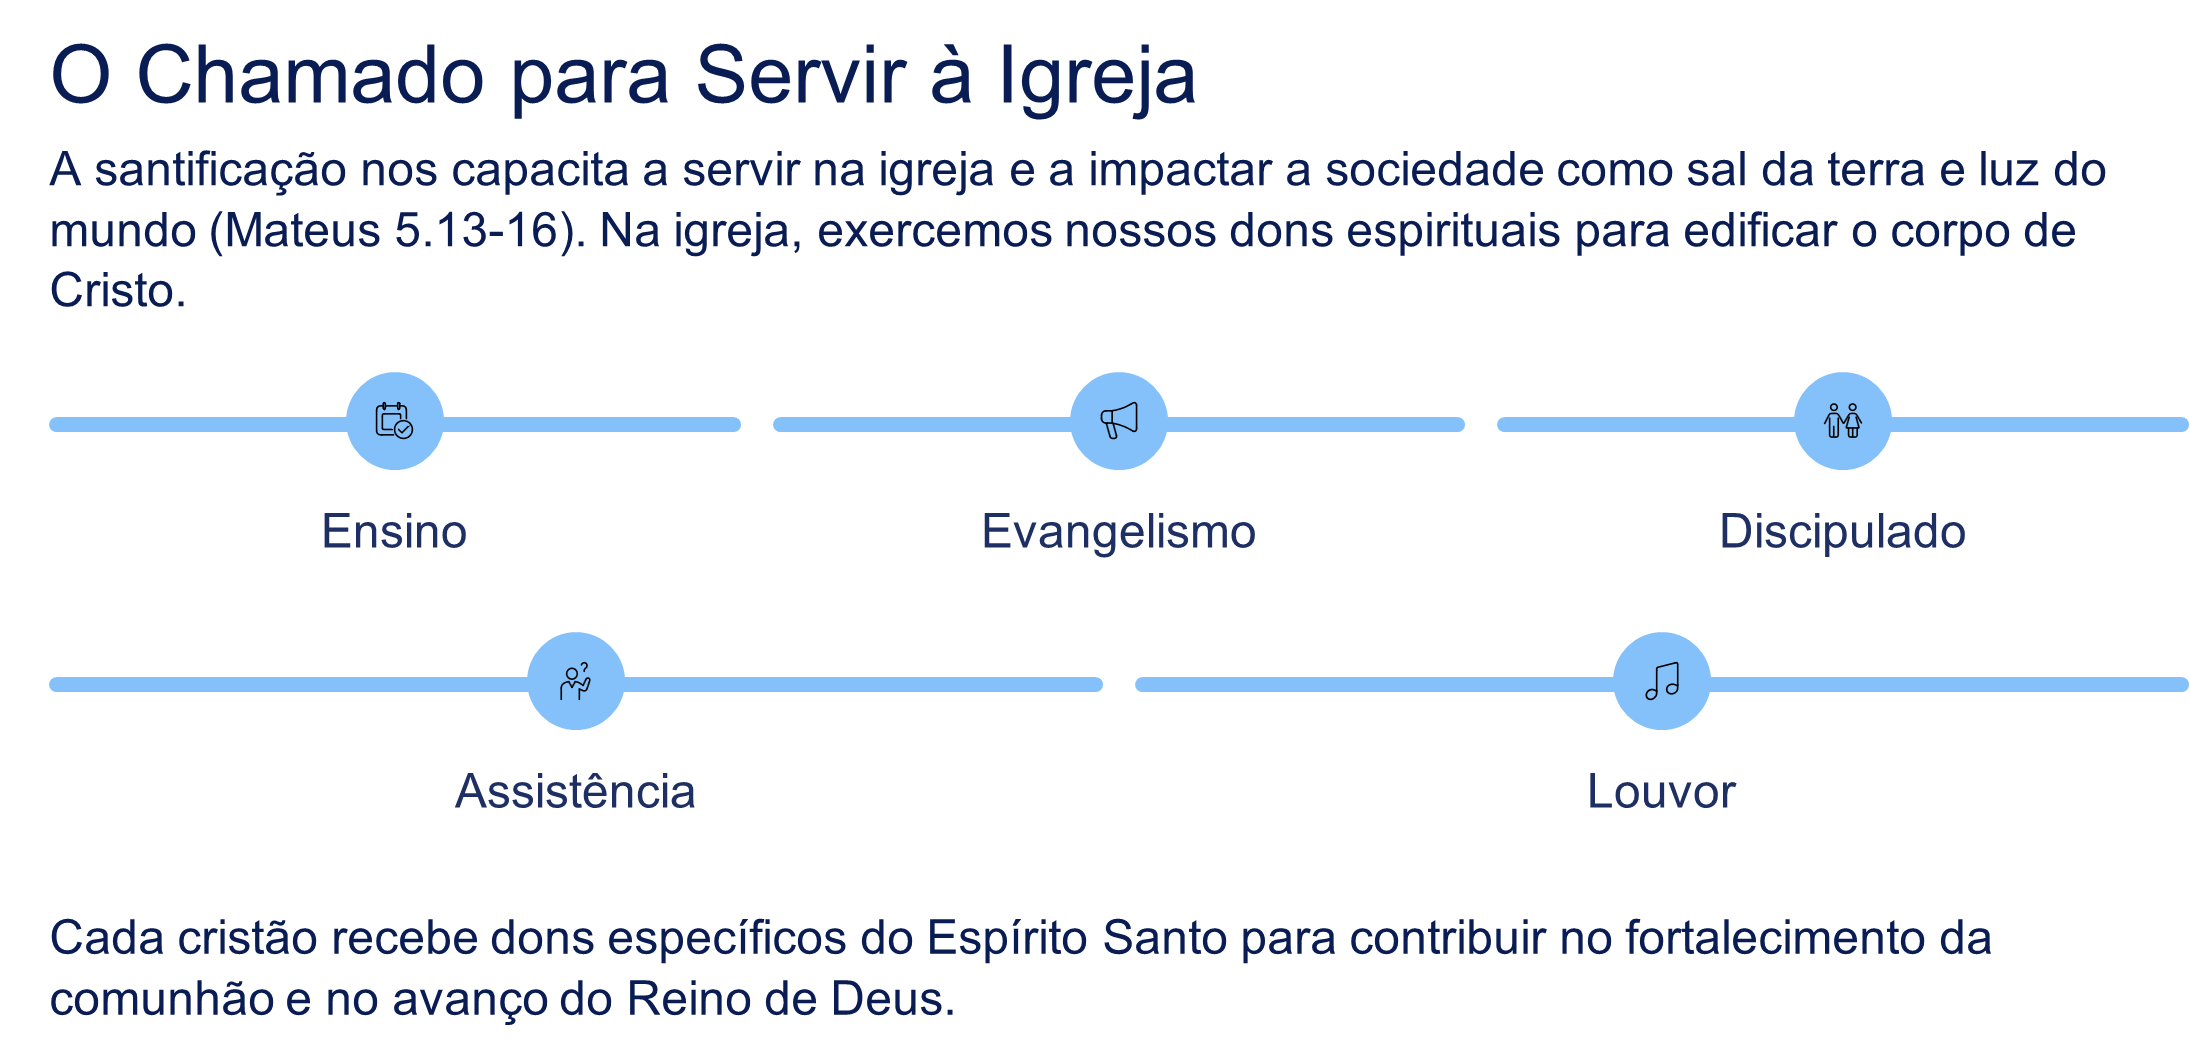 O Chamado para Servir à Igreja
A santificação nos capacita a servir na igreja e a impactar a sociedade como sal da terra e luz do
mundo (Mateus 5.13-16). Na igreja, exercemos nossos dons espirituais para edificar o corpo de
Cristo.
Ensino
Evangelismo
Discipulado
Assistência
Louvor
Cada cristão recebe dons específicos do Espírito Santo para contribuir no fortalecimento da
comunhão e no avanço do Reino de Deus.